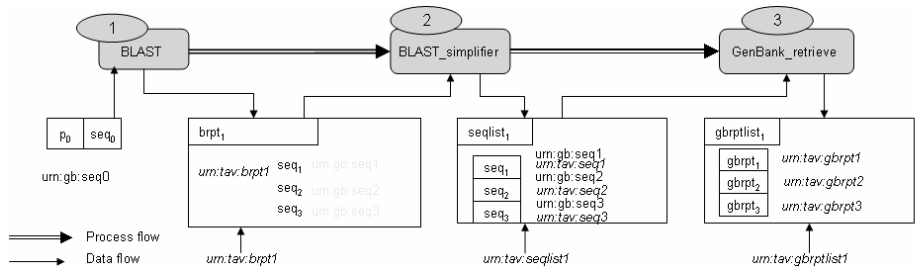 1
BLAST
2
BLAST_simplifier
3
GenBank_retrieve
p₀ seq₀
urn:gb:seq0
brpt₁
urn:tav:brpt1
seq₁ urn:gb:seq1
seq₂ urn:gb:seq2
seq₃ urn:gb:seq3
urn:tav:brpt1
seqlist₁
seq₁ urn:gb:seq1
urn:tav:seq1
seq₂ urn:gb:seq2
urn:tav:seq2
seq₃ urn:gb:seq3
urn:tav:seq3
urn:tav:seqlist1
gbrptlist₁
gbrpt₁ urn:tav:gbrpt1
gbrpt₂ urn:tav:gbrpt2
gbrpt₃ urn:tav:gbrpt3
urn:tav:gbrptlist1
Process flow
Data flow